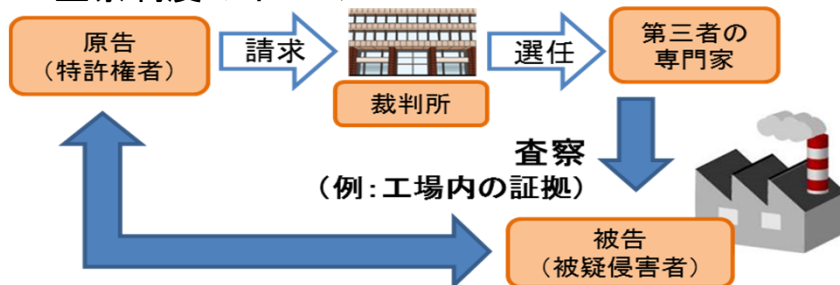 原告
(特許権者)
請求
裁判所
選任
第三者の
専門家
査察
(例:工場内の証拠)
被告
(被疑侵害者)